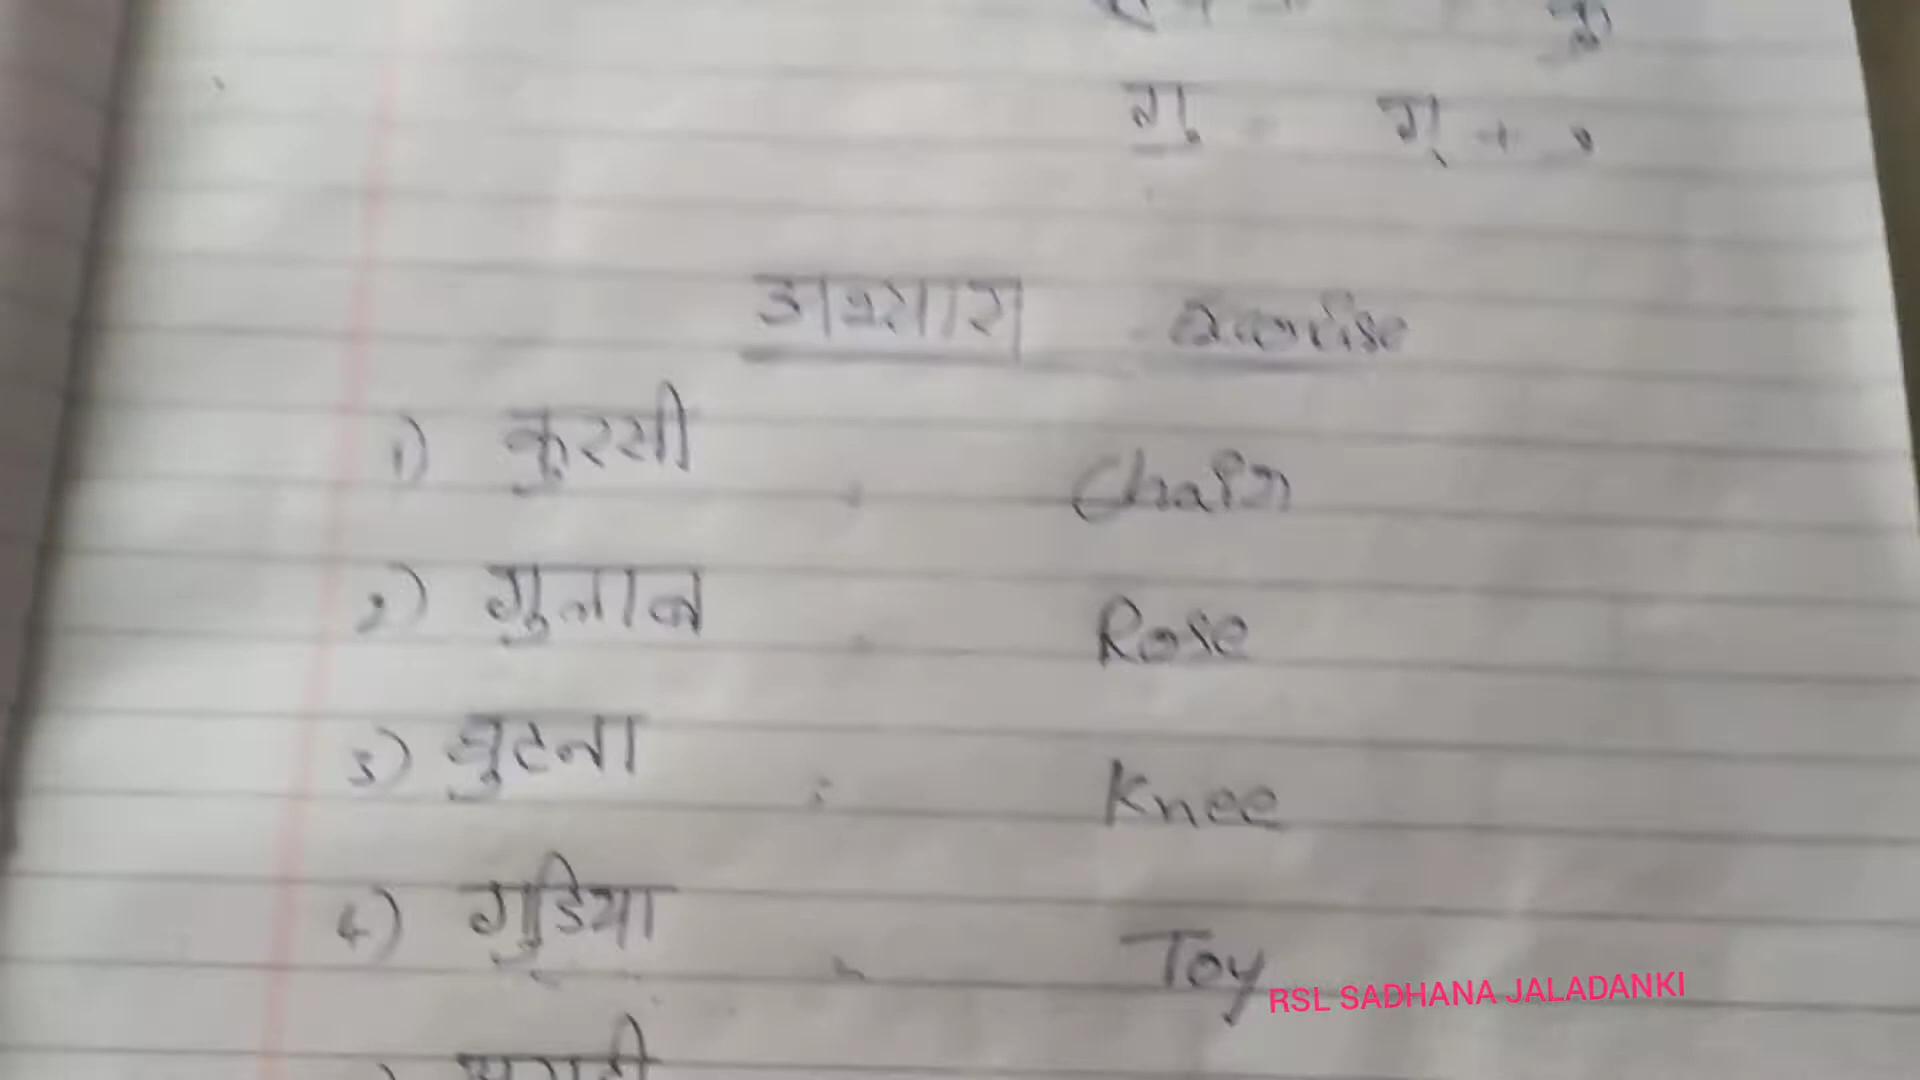 गु = ग् + ु
अभ्यास exercise
1) कुरसी : Chair
2) गुलाब : Rose
3) घुटना : Knee
4) गुडिया : Toy
RSL SADHANA JALADANKI